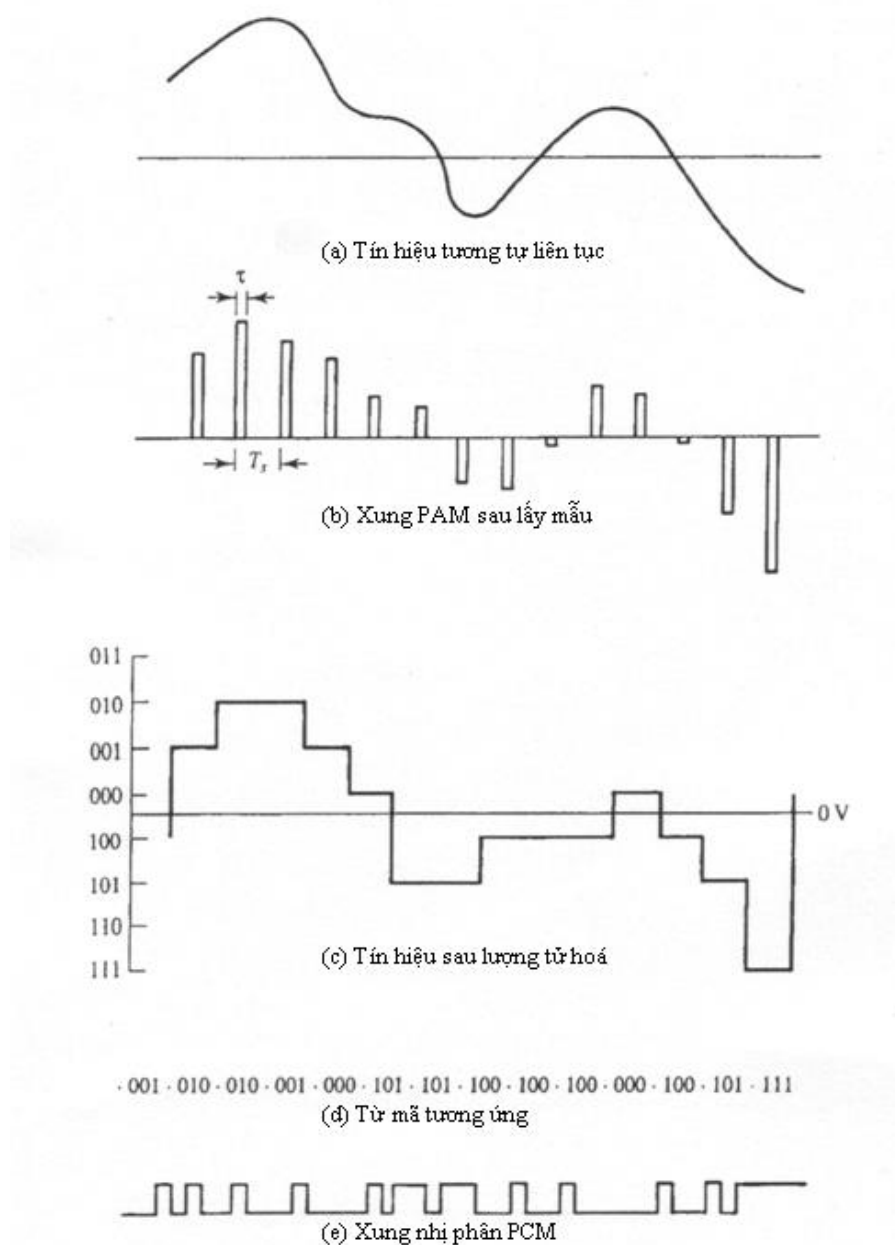 (a) Tín hiệu tương tự liên tục
τ
T_s
(b) Xung PAM sau lấy mẫu
011
010
001
000
0 V
100
101
110
111
(c) Tín hiệu sau lượng tử hoá
· 001 · 010 · 010 · 001 · 000 · 101 · 101 · 100 · 100 · 100 · 000 · 100 · 101 · 111
(d) Từ mã tương ứng
(e) Xung nhị phân PCM